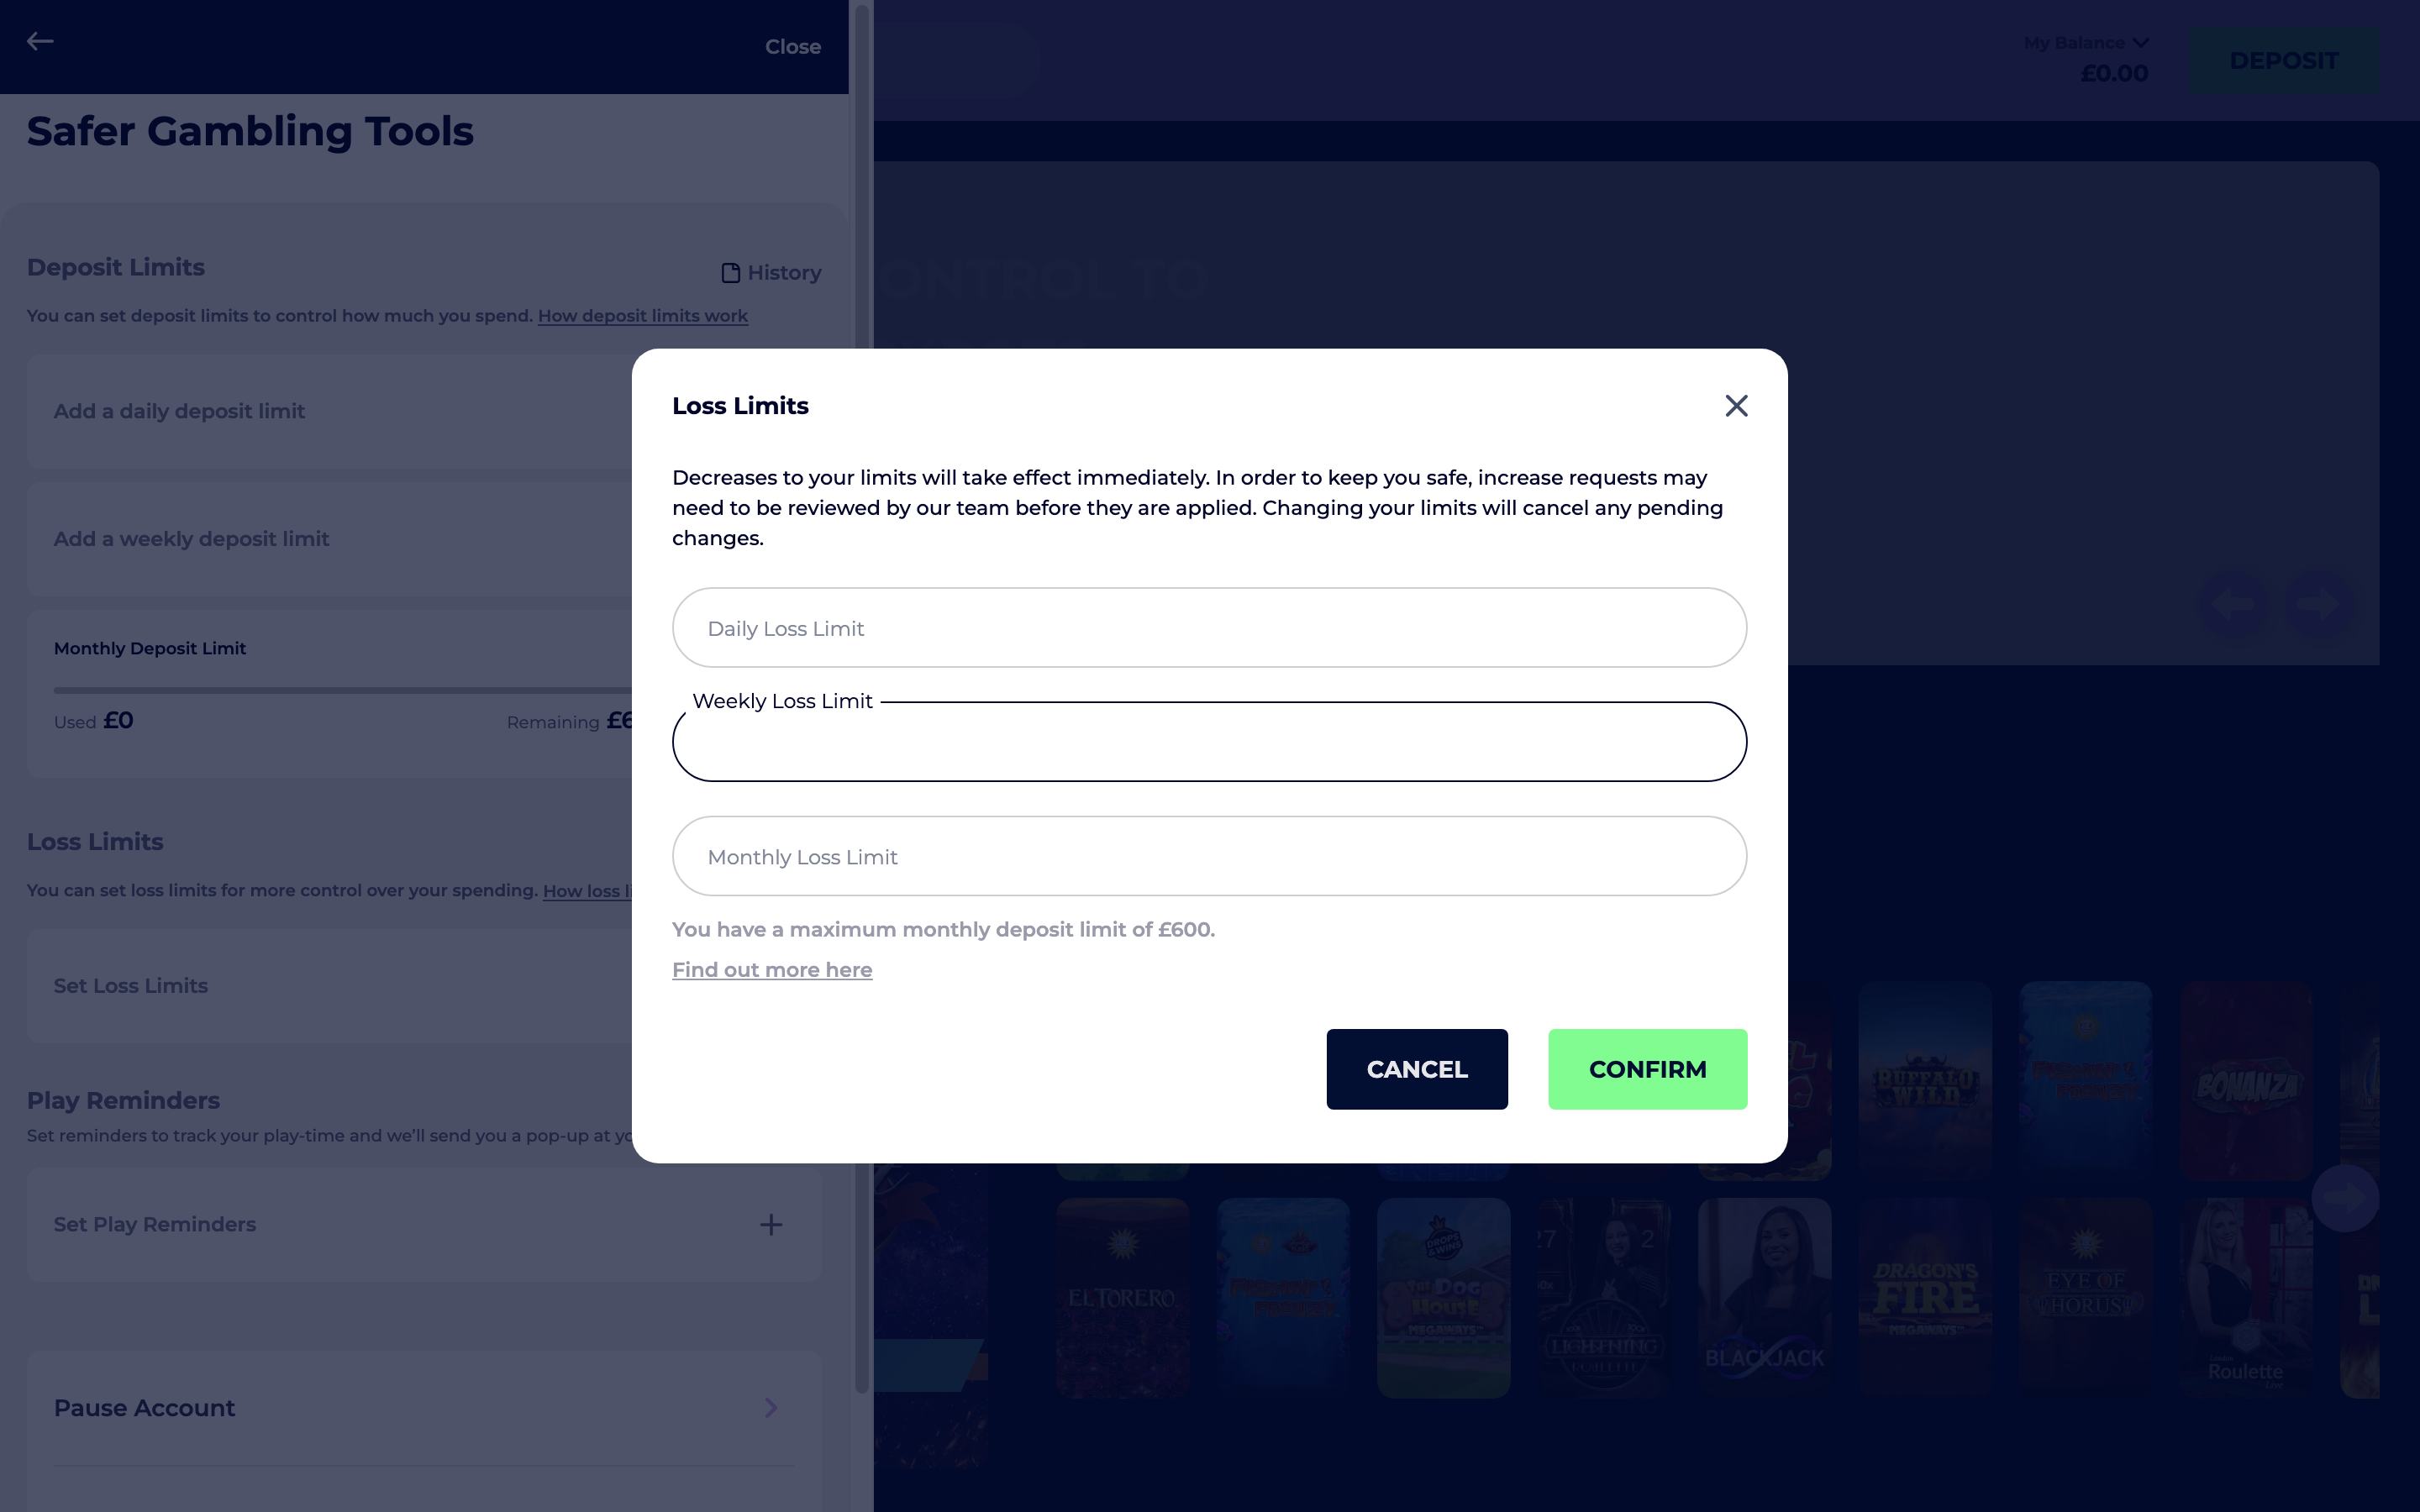 Close
My Balance
£0.00
DEPOSIT
Safer Gambling Tools
Deposit Limits
History
You can set deposit limits to control how much you spend. How deposit limits work
ONTROL TO
Add a daily deposit limit
Add a weekly deposit limit
Monthly Deposit Limit
Used £0
Remaining £6
Loss Limits
You can set loss limits for more control over your spending. How loss li
Set Loss Limits
Play Reminders
Set reminders to track your play-time and we'll send you a pop-up at yo
Set Play Reminders
Pause Account
Loss Limits
Decreases to your limits will take effect immediately. In order to keep you safe, increase requests may
need to be reviewed by our team before they are applied. Changing your limits will cancel any pending
changes.
Daily Loss Limit
Weekly Loss Limit
Monthly Loss Limit
You have a maximum monthly deposit limit of £600.
Find out more here
CANCEL
CONFIRM
BUFFALO
WILD
BONANZA
EL TORERO
DROPS
& WINS
THE DOG
HOUSE
MEGAWAYS
27
2
LIGHTNING
ROULETTE
BLACKJACK
DRAGON'S
FIRE
MEGAWAYS
EYE OF
HORUS
Roulette